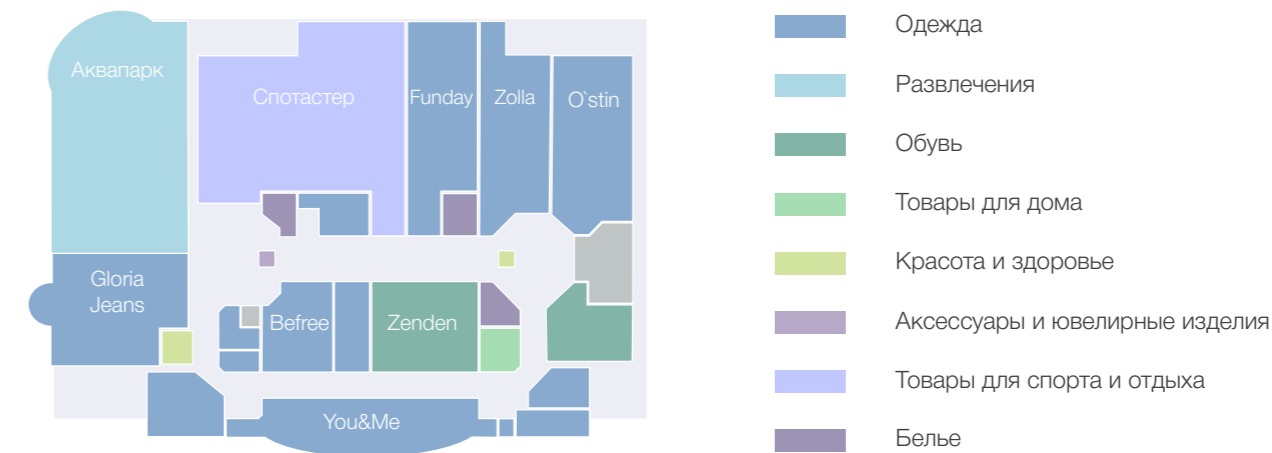 Аквапарк
Спотастер
Funday
Zolla
O`stin
Gloria
Jeans
Befree
Zenden
You&Me
Одежда
Развлечения
Обувь
Товары для дома
Красота и здоровье
Аксессуары и ювелирные изделия
Товары для спорта и отдыха
Белье